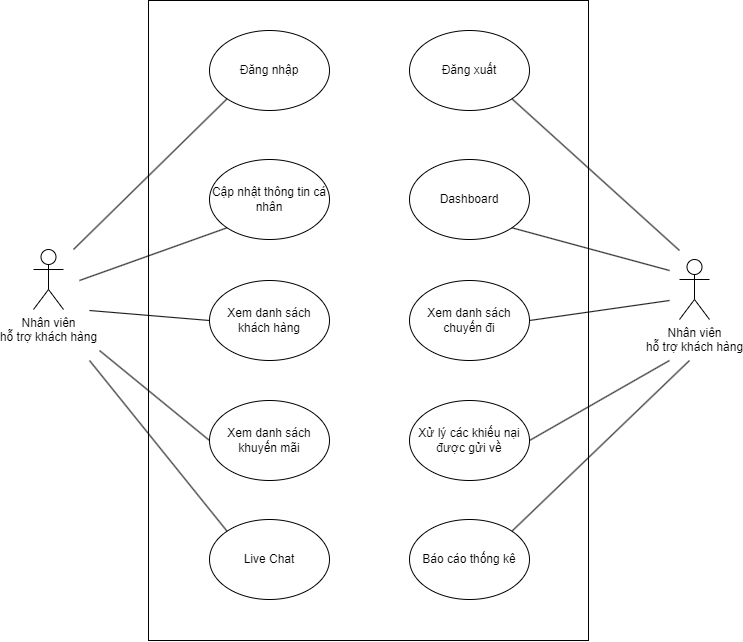 Đăng nhập
Đăng xuất
Cập nhật thông tin cá
nhân
Dashboard
Nhân viên
hỗ trợ khách hàng
Xem danh sách
khách hàng
Xem danh sách
chuyến đi
Nhân viên
hỗ trợ khách hàng
Xem danh sách
khuyến mãi
Xử lý các khiếu nại
được gửi về
Live Chat
Báo cáo thống kê